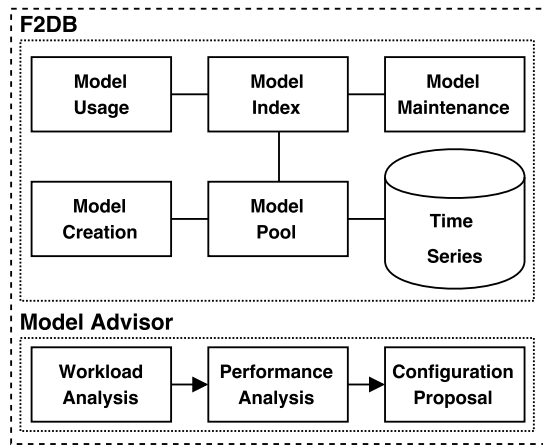 F2DB
Model
Usage
Model
Index
Model
Maintenance
Model
Creation
Model
Pool
Time
Series
Model Advisor
Workload
Analysis
Performance
Analysis
Configuration
Proposal